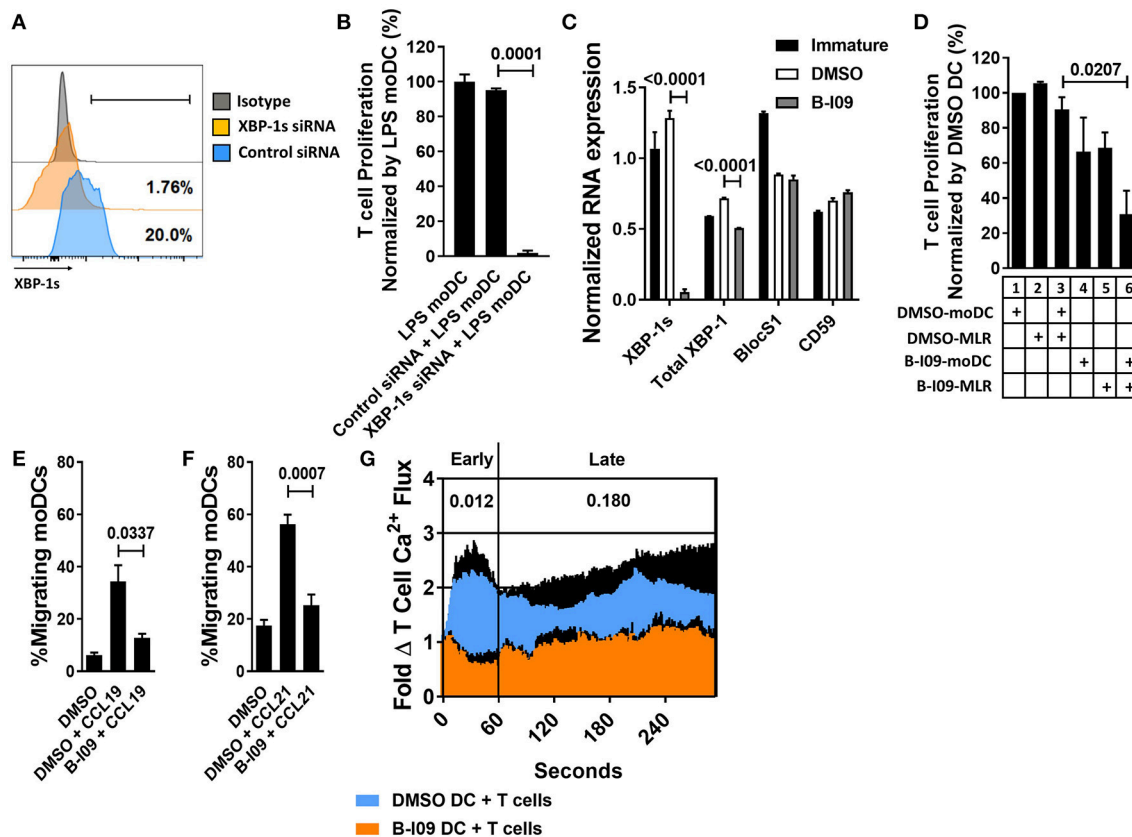 A
Isotype
XBP-1s siRNA
Control siRNA
1.76%
20.0%
XBP-1s
B
T cell Proliferation
Normalized by LPS moDC (%)
120
100
80
60
40
20
0
0.0001
LPS moDC
Control siRNA + LPS moDC
XBP-1s siRNA + LPS moDC
C
Normalized RNA expression
1.5
1.0
0.5
0.0
Immature
DMSO
B-I09
<0.0001
<0.0001
XBP-1s
Total XBP-1
BlocS1
CD59
D
T cell Proliferation
Normalized by DMSO DC (%)
120
100
80
60
40
20
0
0.0207
1 2 3 4 5 6
DMSO-moDC + +
DMSO-MLR + +
B-I09-moDC + +
B-I09-MLR + +
E
%Migrating moDCs
80
60
40
20
0
0.0337
DMSO
DMSO + CCL19
B-I09 + CCL19
F
%Migrating moDCs
80
60
40
20
0
0.0007
DMSO
DMSO + CCL21
B-I09 + CCL21
G
Early Late
0.012 0.180
Fold Δ T Cell Ca²⁺ Flux
4
3
2
1
0
0 60 120 180 240
Seconds
DMSO DC + T cells
B-I09 DC + T cells